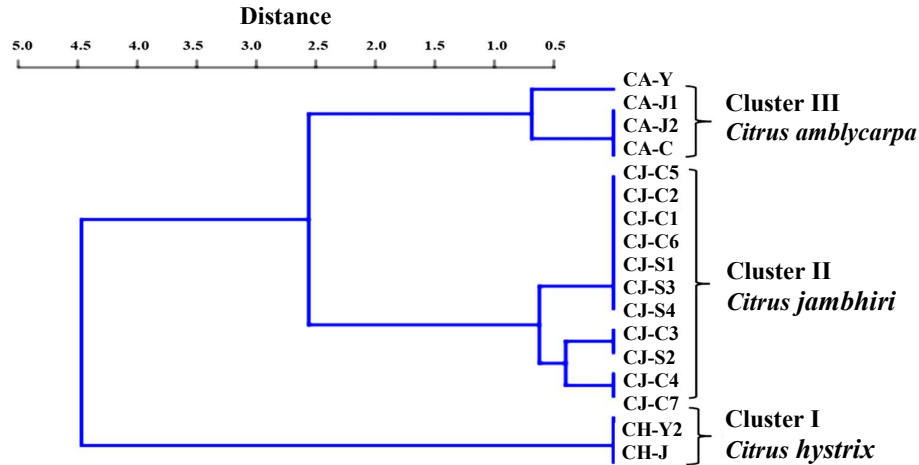 Distance
5.0 4.5 4.0 3.5 3.0 2.5 2.0 1.5 1.0 0.5
CA-Y
CA-J1
CA-J2
CA-C
Cluster III
Citrus amblycarpa
CJ-C5
CJ-C2
CJ-C1
CJ-C6
CJ-S1
CJ-S3
CJ-S4
CJ-C3
CJ-S2
CJ-C4
CJ-C7
Cluster II
Citrus jambhiri
CH-Y2
CH-J
Cluster I
Citrus hystrix